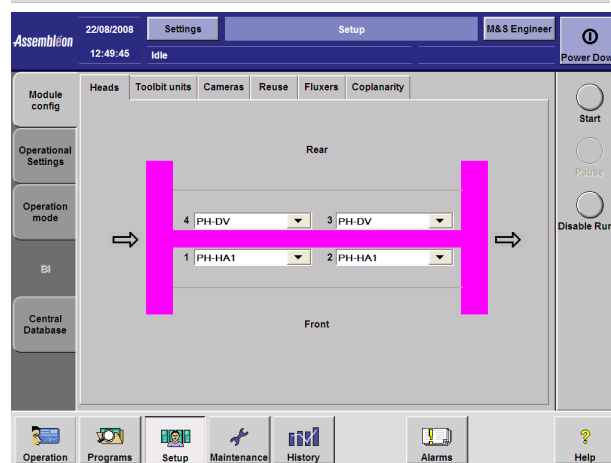 Assembléon
22/08/2008
Settings
Setup
M&S Engineer
12:49:45
Idle
Power Dow
Module
config
Operational
Settings
Operation
mode
BI
Central
Database
Heads
Toolbit units
Cameras
Reuse
Fluxers
Coplanarity
Rear
4 PH-DV
3 PH-DV
1 PH-HA1
2 PH-HA1
Front
Start
Pause
Disable Run
Operation
Programs
Setup
Maintenance
History
Alarms
Help